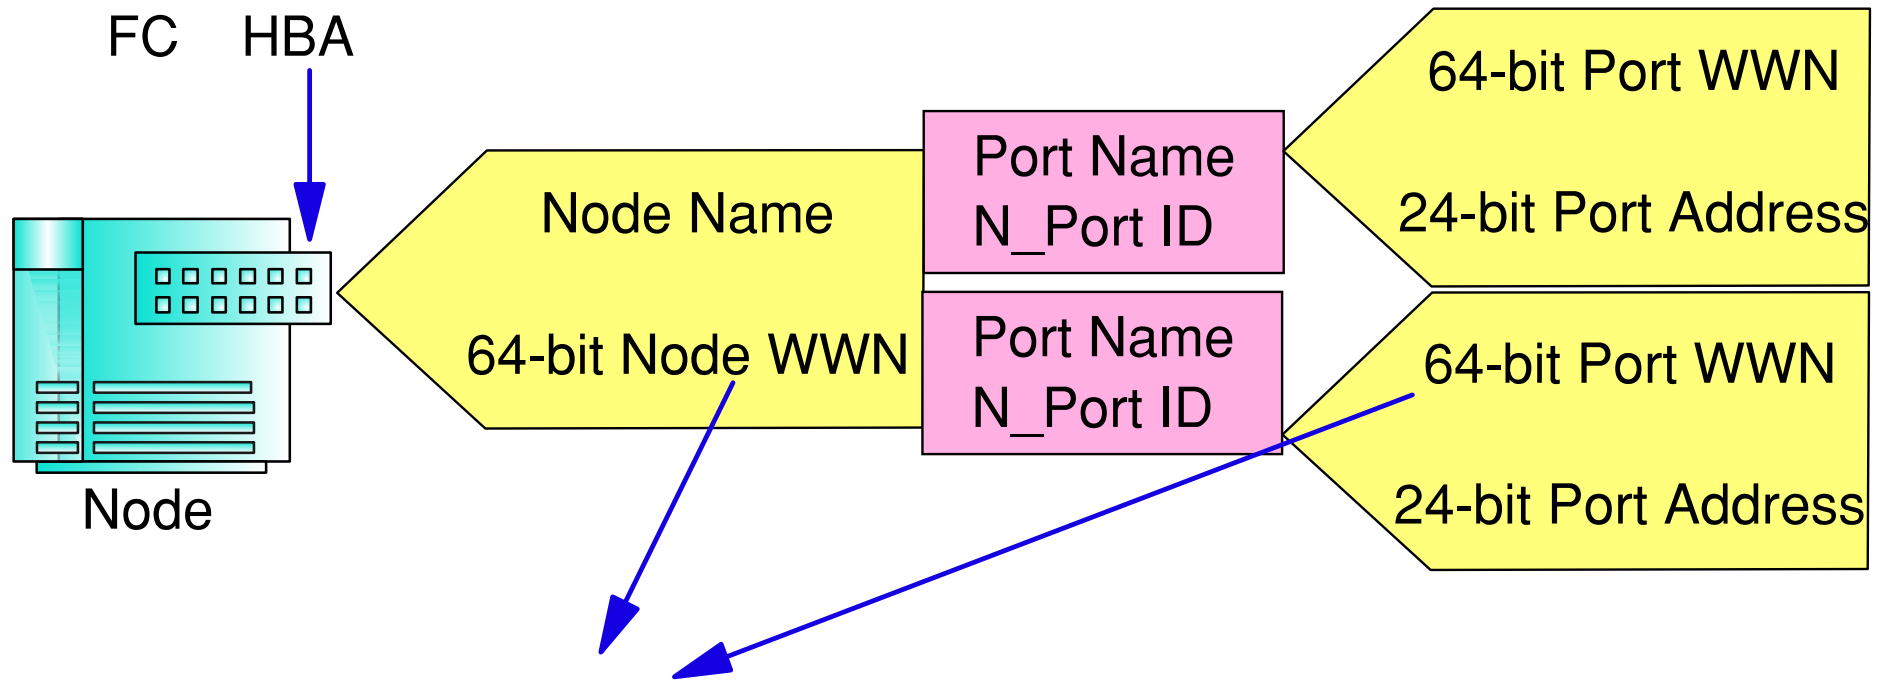 FC HBA
Node
Node Name
64-bit Node WWN
Port Name
N_Port ID
Port Name
N_Port ID
64-bit Port WWN
24-bit Port Address
64-bit Port WWN
24-bit Port Address